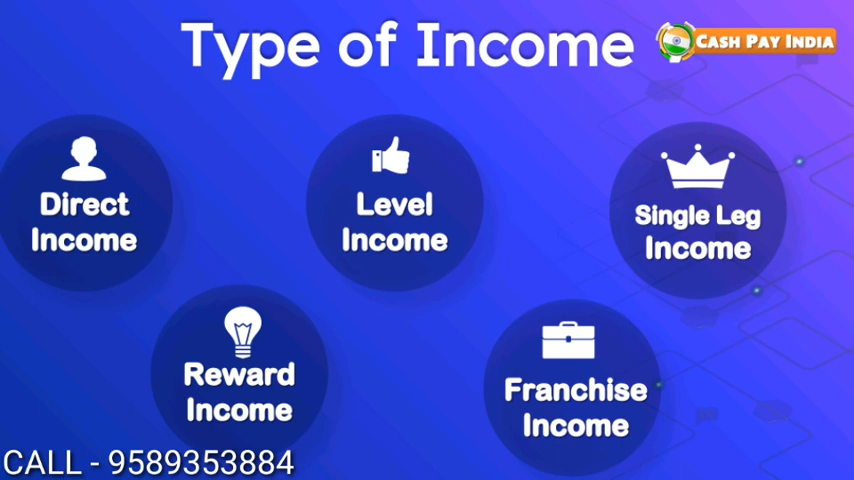 Type of Income
CASH PAY INDIA
Direct
Income
Level
Income
Single Leg
Income
Reward
Income
Franchise
Income
CALL - 9589353884